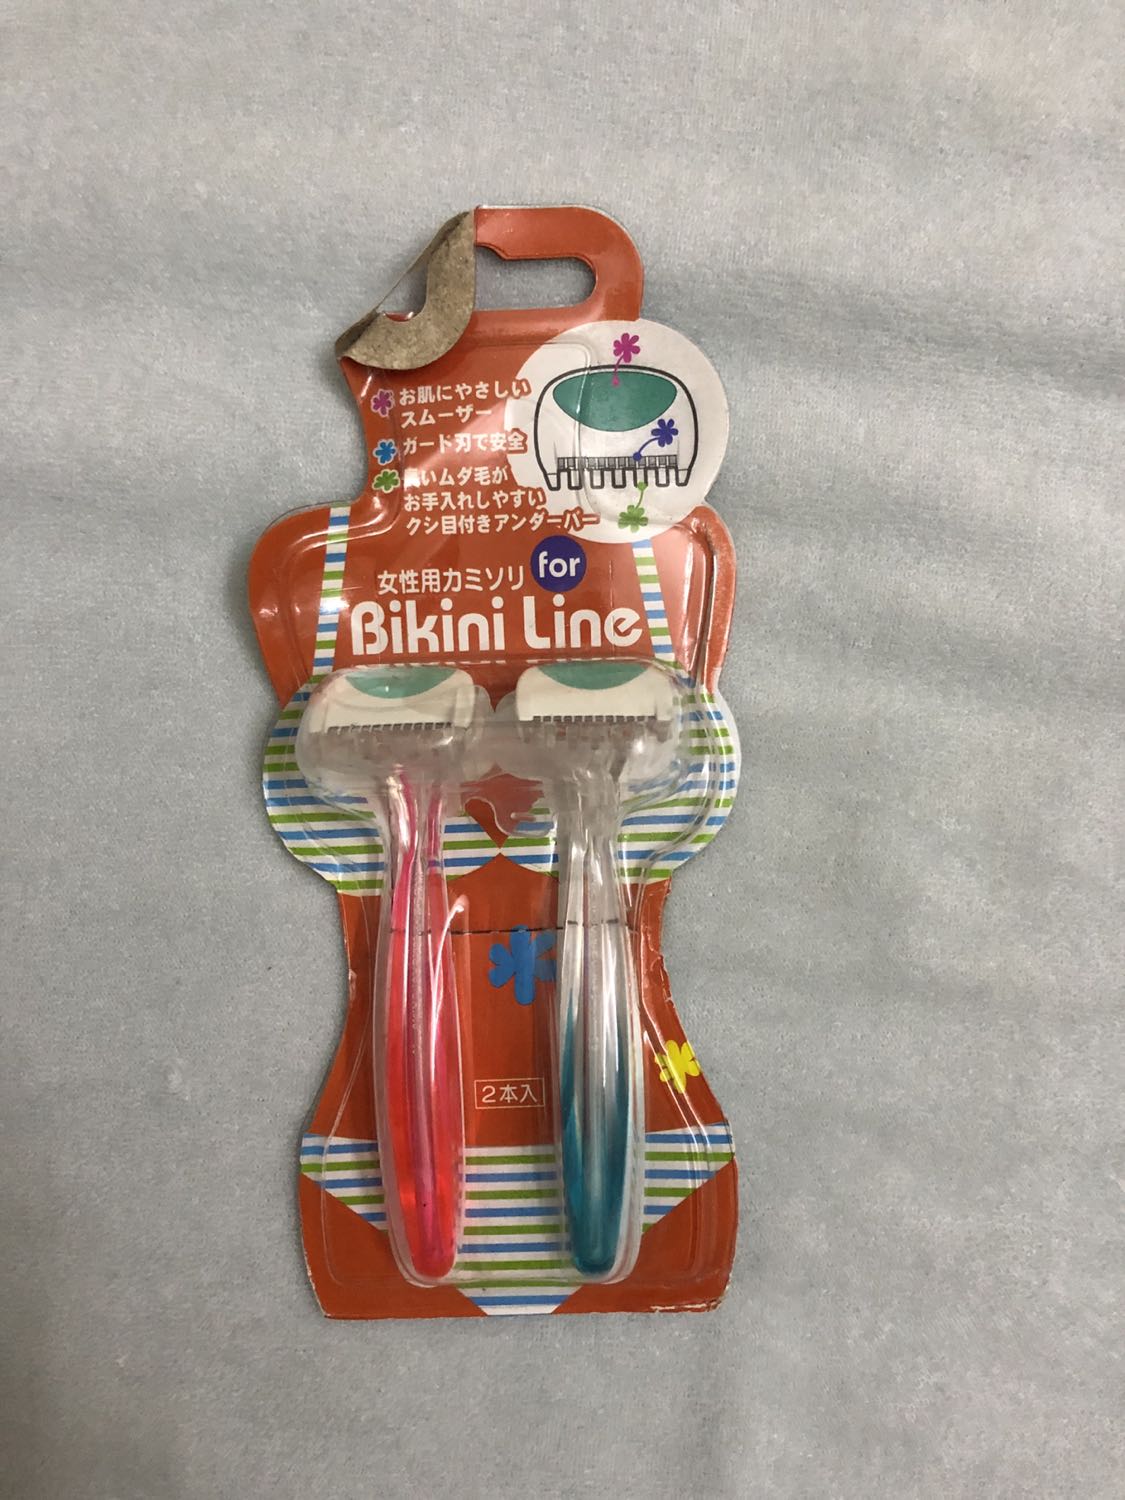 お肌にやさしい
スムーザー
ガード刃で安全
いムダ毛が
お手入れしやすい
クシ目付きアンダーバー
女性用カミソリ for
Bikini Line
2本入